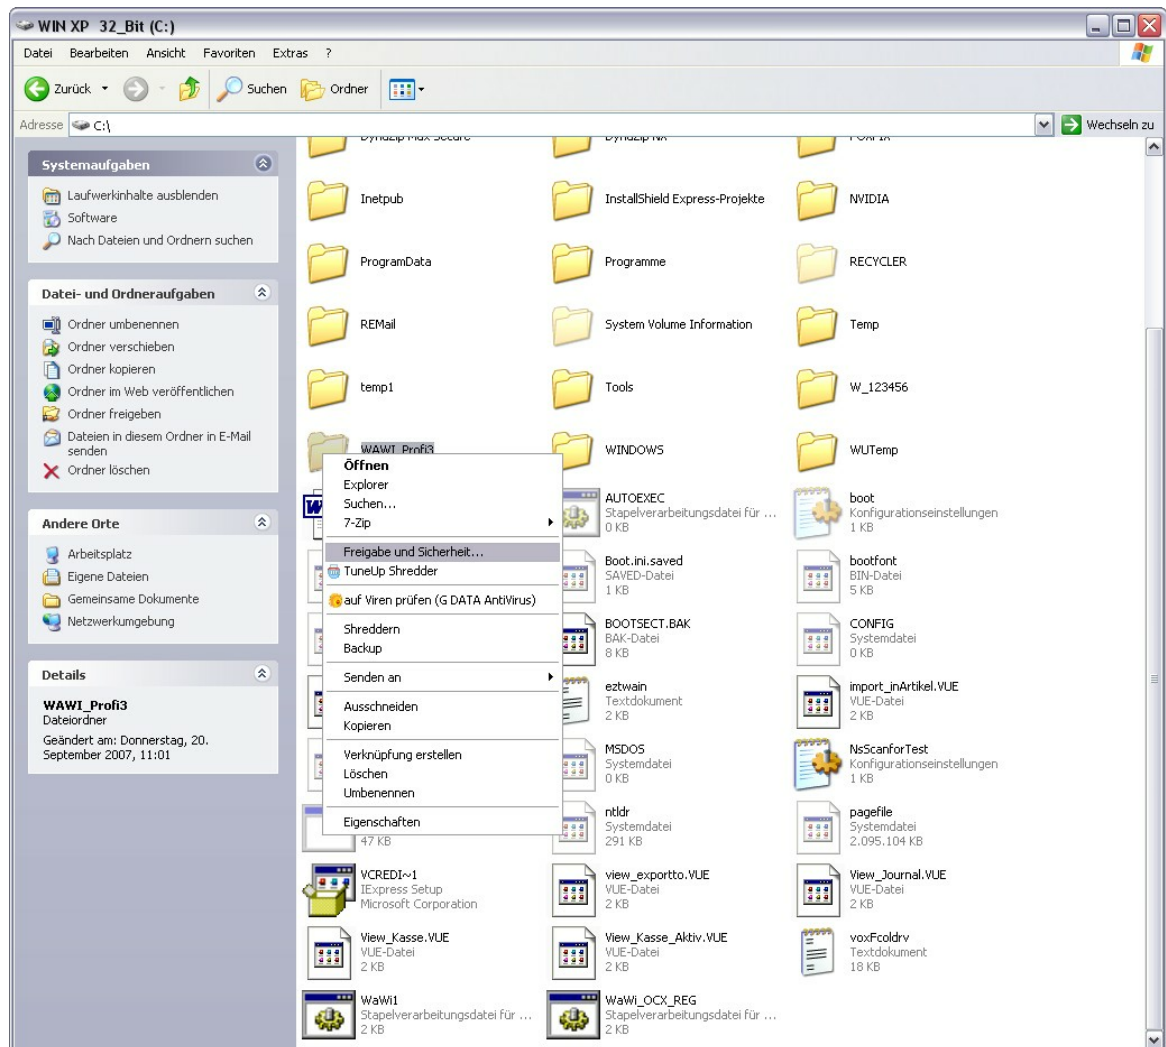 WIN XP 32_Bit (C:)
Datei Bearbeiten Ansicht Favoriten Extras ?
Zurück Suchen Ordner
Adresse C:\ Wechseln zu
Systemaufgaben
Laufwerkinhalte ausblenden
Software
Nach Dateien und Ordnern suchen
Datei- und Ordneraufgaben
Ordner umbenennen
Ordner verschieben
Ordner kopieren
Ordner im Web veröffentlichen
Ordner freigeben
Dateien in diesem Ordner in E-Mail
senden
Ordner löschen
Andere Orte
Arbeitsplatz
Eigene Dateien
Gemeinsame Dokumente
Netzwerkumgebung
Details
WAWI_Profi3
Dateiordner
Geändert am: Donnerstag, 20.
September 2007, 11:01
DynaZip Max Secure DynaZip NX
Inetpub InstallShield Express-Projekte NVIDIA
ProgramData Programme RECYCLER
REMail System Volume Information Temp
temp1 Tools W_123456
WAWI_Profi3 WINDOWS WUTemp
Öffnen
Explorer
Suchen...
7-Zip
Freigabe und Sicherheit...
TuneUp Shredder
auf Viren prüfen (G DATA AntiVirus)
Shreddern
Backup
Senden an
Ausschneiden
Kopieren
Verknüpfung erstellen
Löschen
Umbenennen
Eigenschaften
AUTOEXEC
Stapelverarbeitungsdatei für ...
0 KB
boot
Konfigurationseinstellungen
1 KB
Boot.ini.saved
SAVED-Datei
1 KB
bootfont
BIN-Datei
5 KB
BOOTSECT.BAK
BAK-Datei
8 KB
CONFIG
Systemdatei
0 KB
eztwain
Textdokument
2 KB
import_inArtikel.VUE
VUE-Datei
2 KB
MSDOS
Systemdatei
0 KB
NsScanforTest
Konfigurationseinstellungen
1 KB
47 KB
ntldr
Systemdatei
291 KB
pagefile
Systemdatei
2.095.104 KB
VCREDI~1
IExpress Setup
Microsoft Corporation
view_exportto.VUE
VUE-Datei
2 KB
View_Journal.VUE
VUE-Datei
2 KB
View_Kasse.VUE
VUE-Datei
2 KB
View_Kasse_Aktiv.VUE
VUE-Datei
2 KB
voxFcoldrv
Textdokument
18 KB
WaWi1
Stapelverarbeitungsdatei für ...
2 KB
WaWi_OCX_REG
Stapelverarbeitungsdatei für ...
2 KB